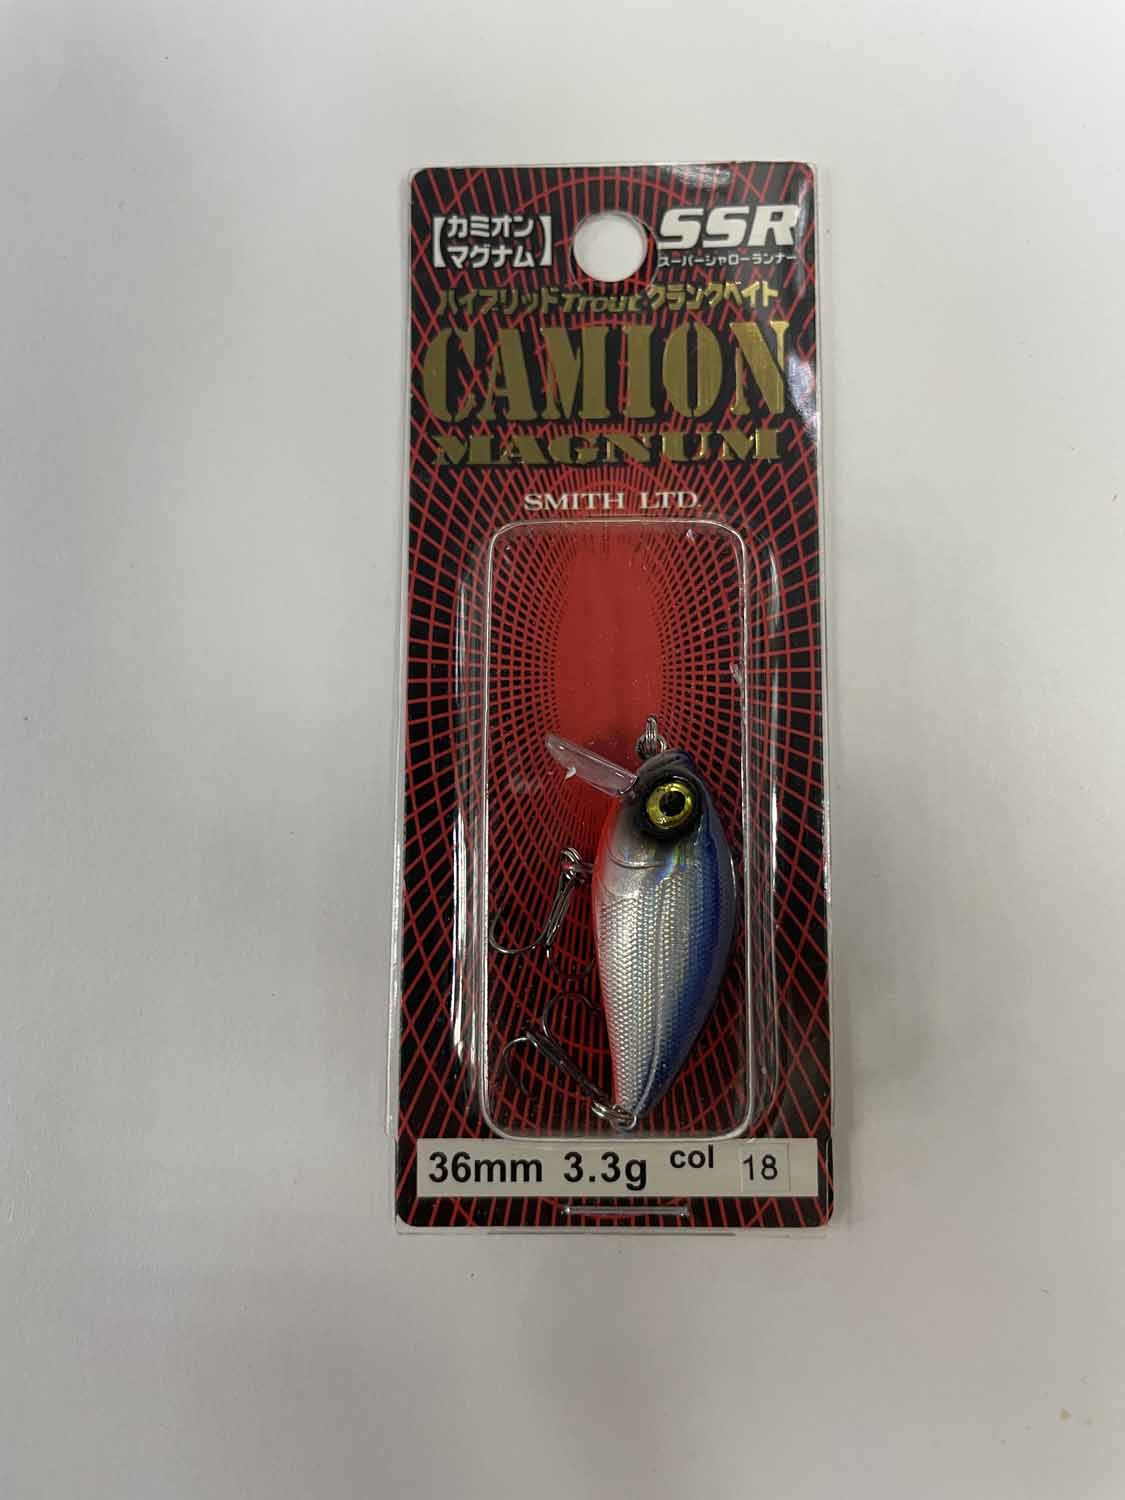 【カミオン
マグナム】
SSR
スーパーシャローランナー
ハイブリッドTroutクランクベイト
CAMION
MAGNUM
SMITH LTD.
36mm 3.3g col 18